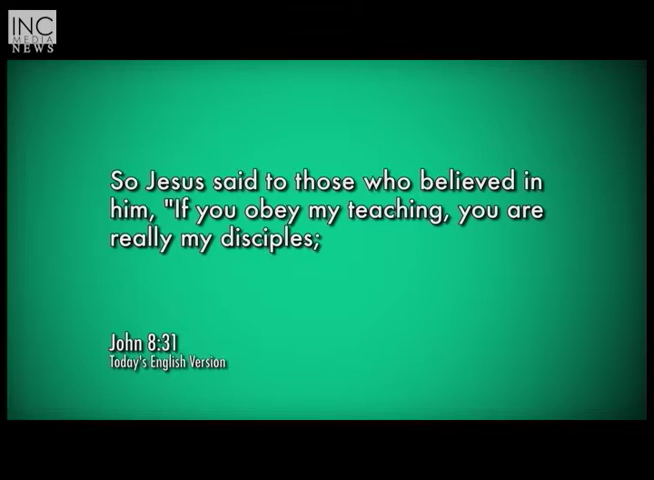 INC
MEDIA
NEWS
So Jesus said to those who believed in
him, "If you obey my teaching, you are
really my disciples;
John 8:31
Today's English Version